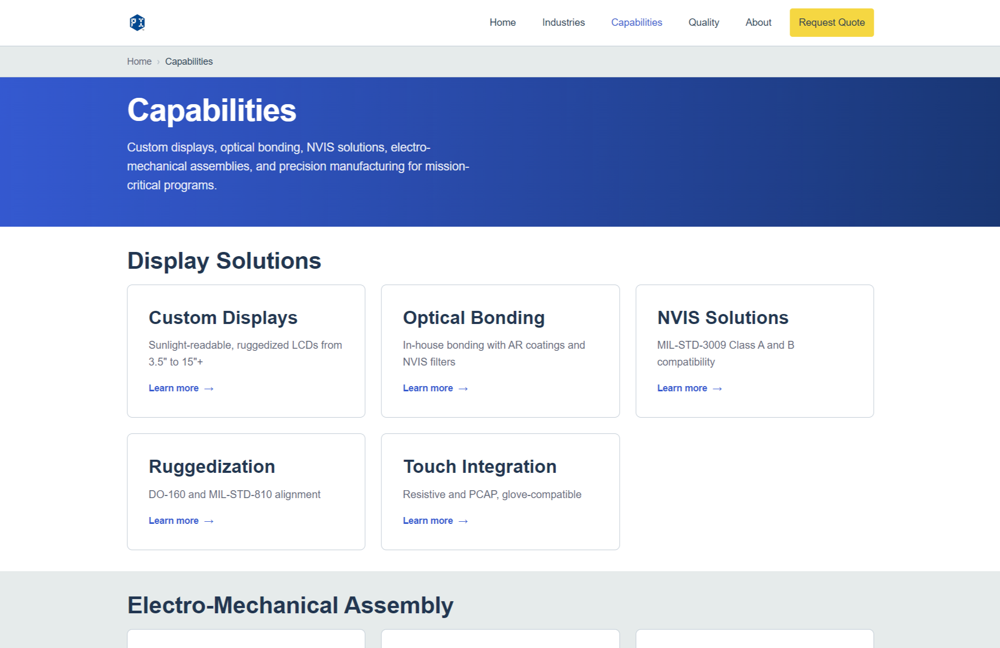 PI
Home
Industries
Capabilities
Quality
About
Request Quote
Home › Capabilities
Capabilities
Custom displays, optical bonding, NVIS solutions, electro-
mechanical assemblies, and precision manufacturing for mission-
critical programs.
Display Solutions
Custom Displays
Sunlight-readable, ruggedized LCDs from
3.5" to 15"+
Learn more →
Optical Bonding
In-house bonding with AR coatings and
NVIS filters
Learn more →
NVIS Solutions
MIL-STD-3009 Class A and B
compatibility
Learn more →
Ruggedization
DO-160 and MIL-STD-810 alignment
Learn more →
Touch Integration
Resistive and PCAP, glove-compatible
Learn more →
Electro-Mechanical Assembly